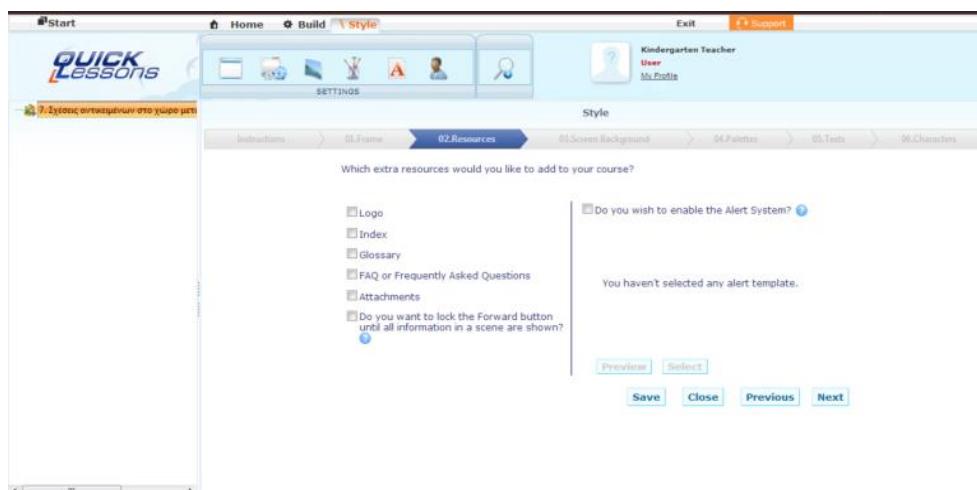 Start
Home Build Style Exit Support
QUICK Lessons
SETTINGS
Kindergarten Teacher
User
My Profile
7. Σχέσεις αντικειμένων στο χώρο μετ
Style
Instructions 01.Frame 02.Resources 03.Screen Background 04.Palettes 05.Texts 06.Characters
Which extra resources would you like to add to your course?
Logo
Index
Glossary
FAQ or Frequently Asked Questions
Attachments
Do you want to lock the Forward button
until all information in a scene are shown?
Do you wish to enable the Alert System?
You haven't selected any alert template.
Preview Select
Save Close Previous Next